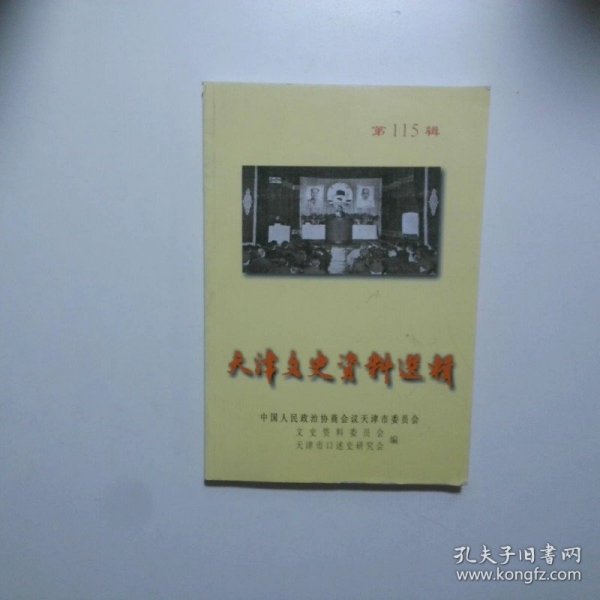 第115辑
天津文史资料选辑
中国人民政治协商会议天津市委员会
文史资料委员会
天津市口述史研究会
编
孔夫子旧书网
www.kongfz.com